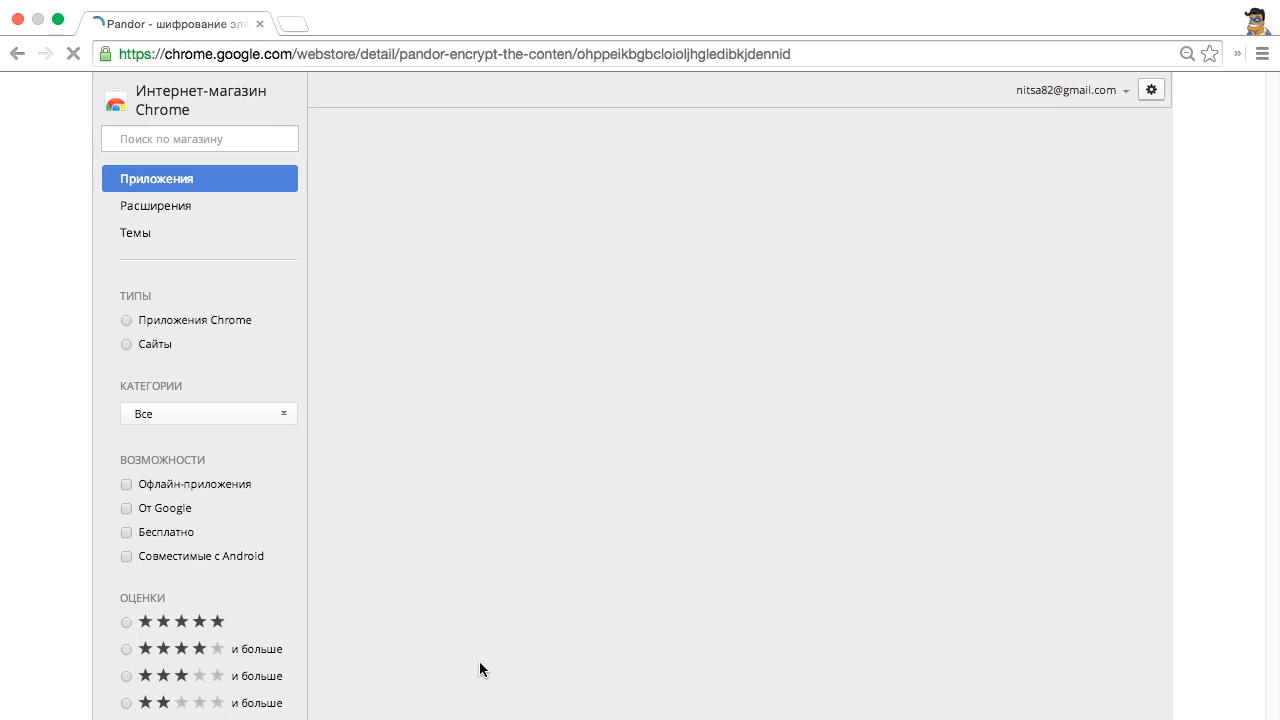 Pandor - шифрование эле
https://chrome.google.com/webstore/detail/pandor-encrypt-the-conten/ohppeikbgbcloioljhgledibkjdennid
»
Интернет-магазин
Chrome
nitsa82@gmail.com
Поиск по магазину
Приложения
Расширения
Темы
ТИПЫ
Приложения Chrome
Сайты
КАТЕГОРИИ
Все
ВОЗМОЖНОСТИ
Офлайн-приложения
От Google
Бесплатно
Совместимые с Android
ОЦЕНКИ
и больше
и больше
и больше